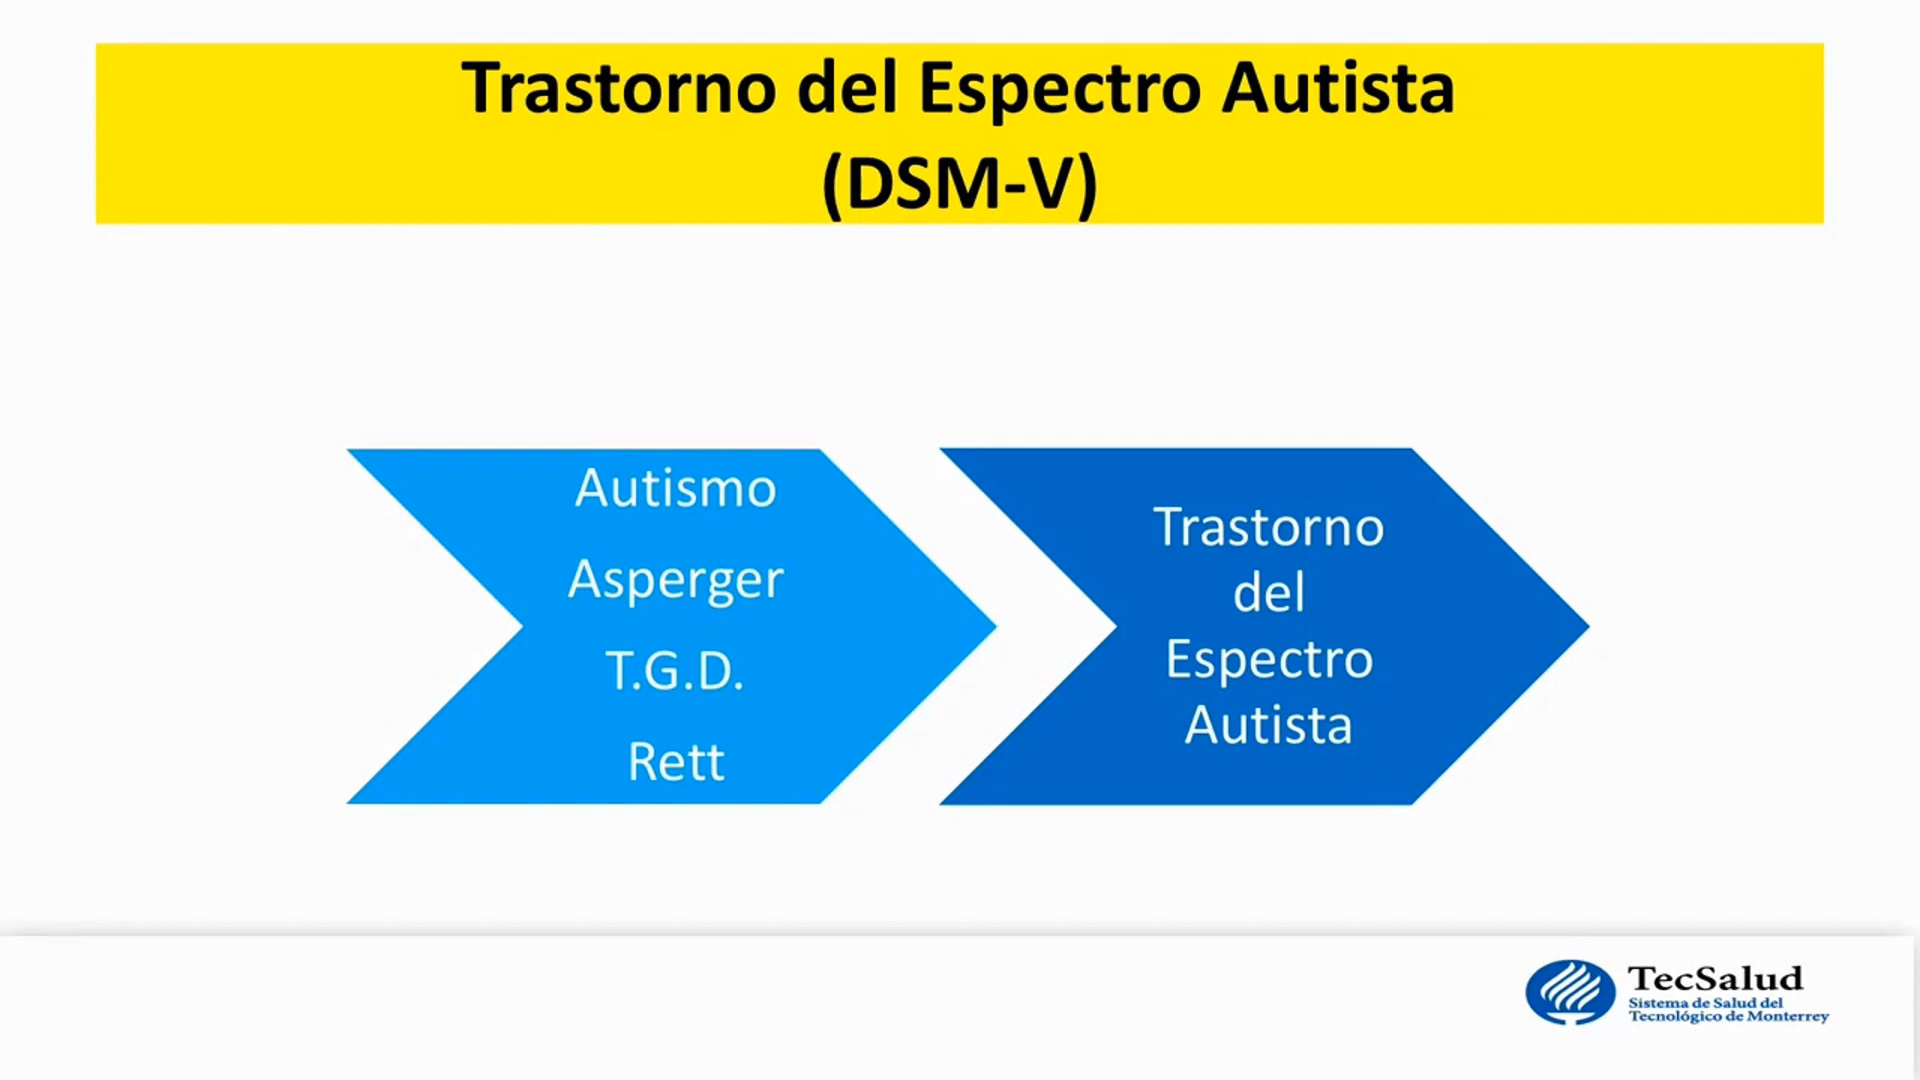 Trastorno del Espectro Autista
(DSM-V)
Autismo
Asperger
T.G.D.
Rett
Trastorno
del
Espectro
Autista
TecSalud
Sistema de Salud del
Tecnológico de Monterrey